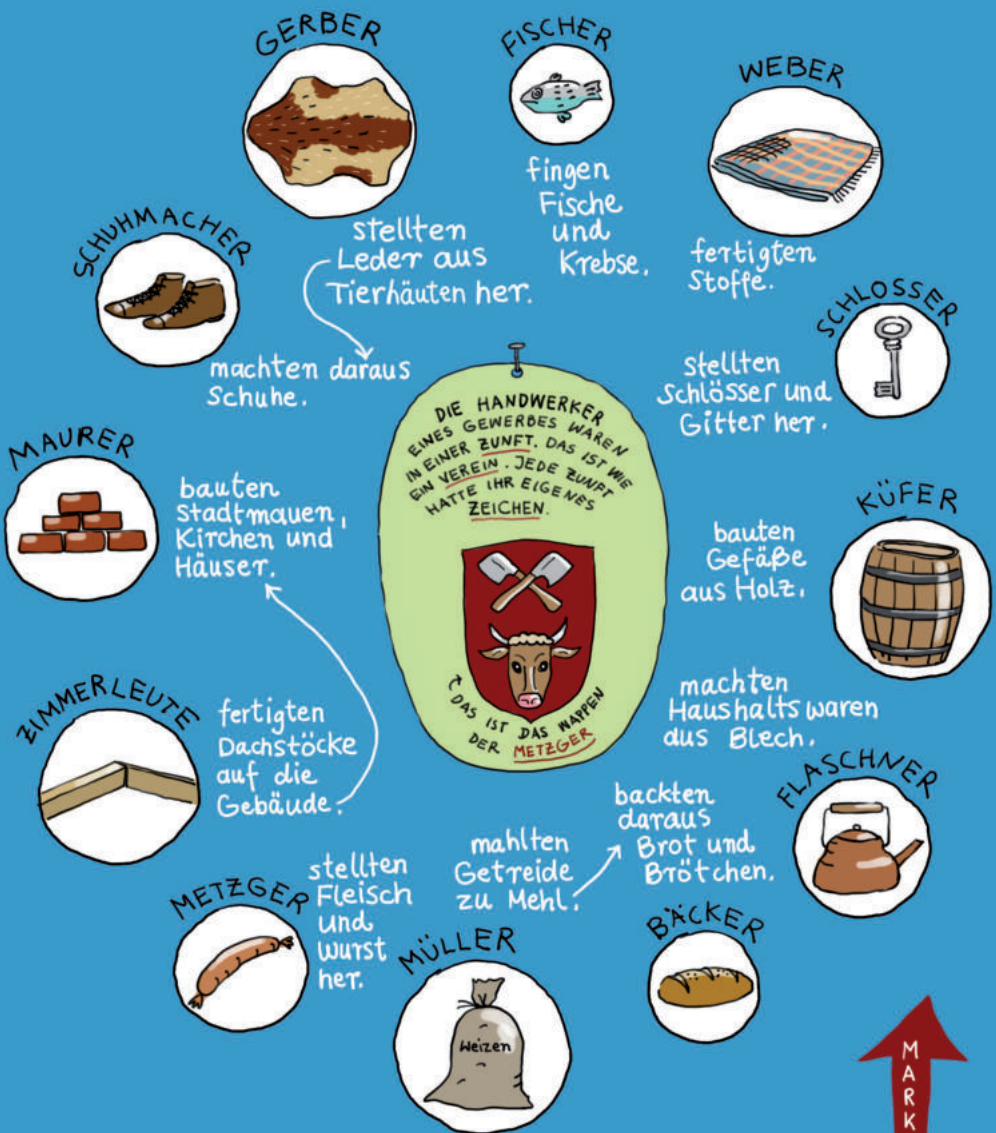 GERBER
stellten
Leder aus
Tierhäuten her.
FISCHER
fingen
Fische
und
Krebse.
WEBER
fertigten
Stoffe.
SCHUHMACHER
machten daraus
Schuhe.
SCHLOSSER
stellten
Schlösser und
Gitter her.
DIE HANDWERKER
EINES GEWERBES WAREN
IN EINER ZUNFT. DAS IST WIE
EIN VEREIN. JEDE ZUNFT
HATTE IHR EIGENES
ZEICHEN.
DAS IST DAS WAPPEN
DER METZGER
MAURER
bauten
Stadtmauen,
Kirchen und
Häuser.
KÜFER
bauten
Gefäße
aus Holz.
ZIMMERLEUTE
fertigten
Dachstöcke
auf die
Gebäude.
machten
Haushaltswaren
aus Blech.
FLASCHNER
METZGER
stellten
Fleisch
und
Wurst
her.
mahlten
Getreide
zu Mehl.
MÜLLER
Weizen
backten
daraus
Brot und
Brötchen.
BÄCKER
MARK